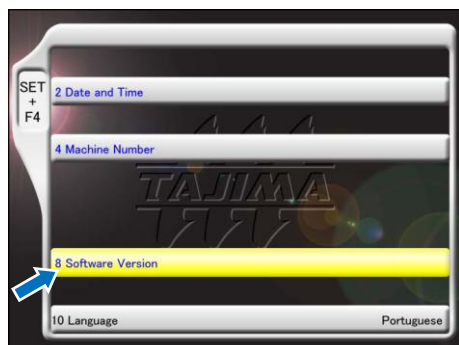 SET
+
F4
2 Date and Time
4 Machine Number
TAJIMA
8 Software Version
10 Language Portuguese